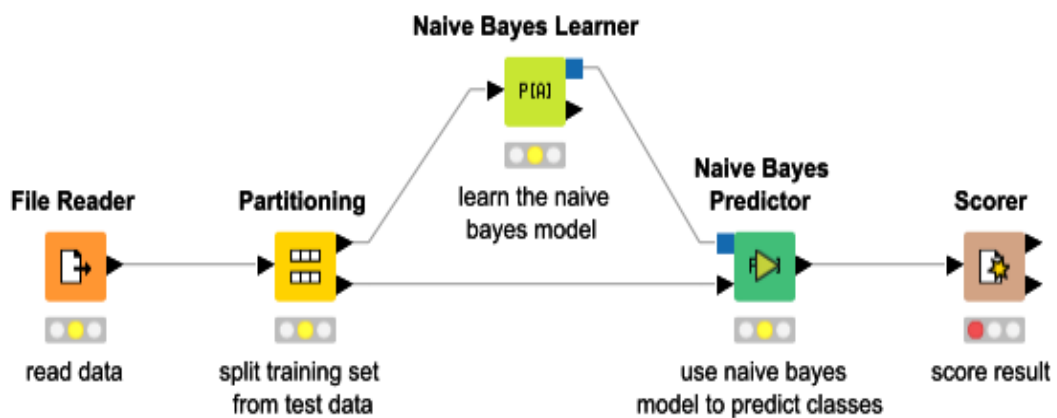 Naive Bayes Learner
P[A]
learn the naive
bayes model
File Reader
read data
Partitioning
split training set
from test data
Naive Bayes
Predictor
use naive bayes
model to predict classes
Scorer
score result